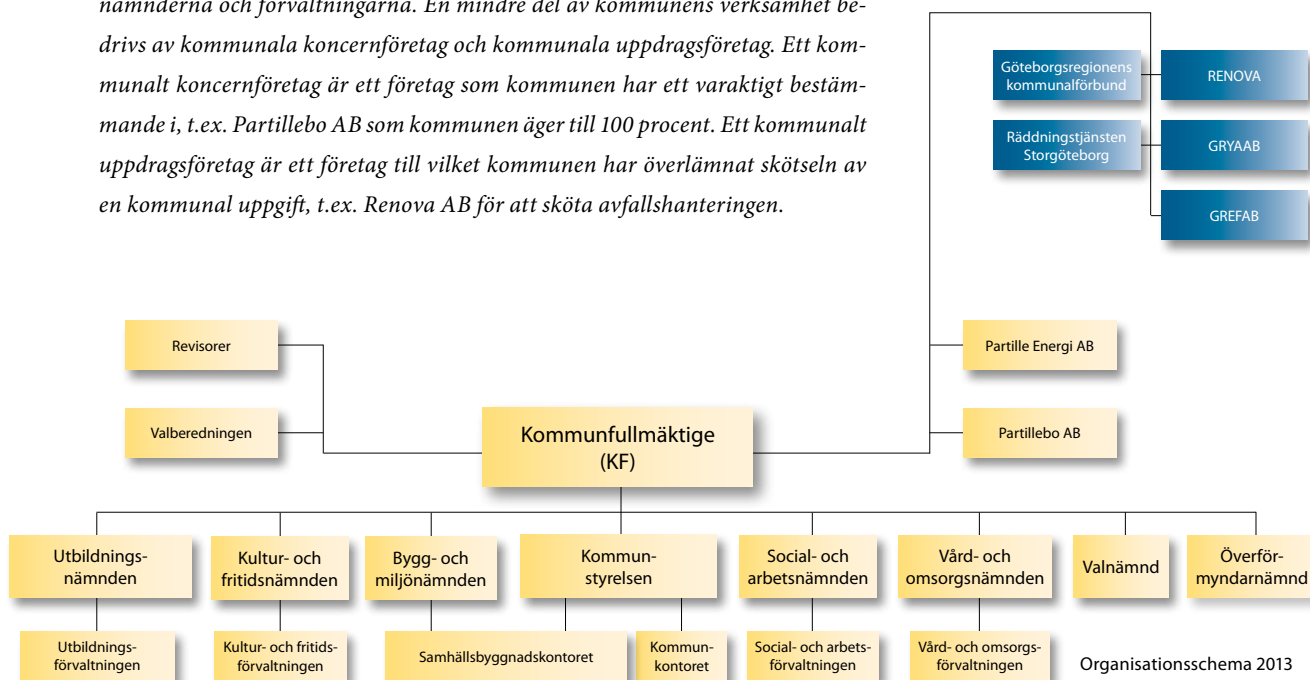 nämnderna och förvaltningarna. En mindre del av kommunens verksamhet be-
drivs av kommunala koncernföretag och kommunala uppdragsföretag. Ett kom-
munalt koncernföretag är ett företag som kommunen har ett varaktigt bestäm-
mande i, t.ex. Partillebo AB som kommunen äger till 100 procent. Ett kommunalt
uppdragsföretag är ett företag till vilket kommunen har överlämnat skötseln av
en kommunal uppgift, t.ex. Renova AB för att sköta avfallshanteringen.
Göteborgsregionens
kommunalförbund
RENOVA
Räddningstjänsten
Storgöteborg
GRYAAB
GREFAB
Revisorer
Partille Energi AB
Valberedningen
Kommunfullmäktige
(KF)
Partillebo AB
Utbildnings-
nämnden
Kultur- och
fritidsnämnden
Bygg- och
miljönämnden
Kommun-
styrelsen
Social- och
arbetsnämnden
Vård- och
omsorgsnämnden
Valnämnd
Överför-
myndarnämnd
Utbildnings-
förvaltningen
Kultur- och fritids-
förvaltningen
Samhällsbyggnadskontoret
Kommun-
kontoret
Social- och arbets-
förvaltningen
Vård- och omsorgs-
förvaltningen
Organisationsschema 2013